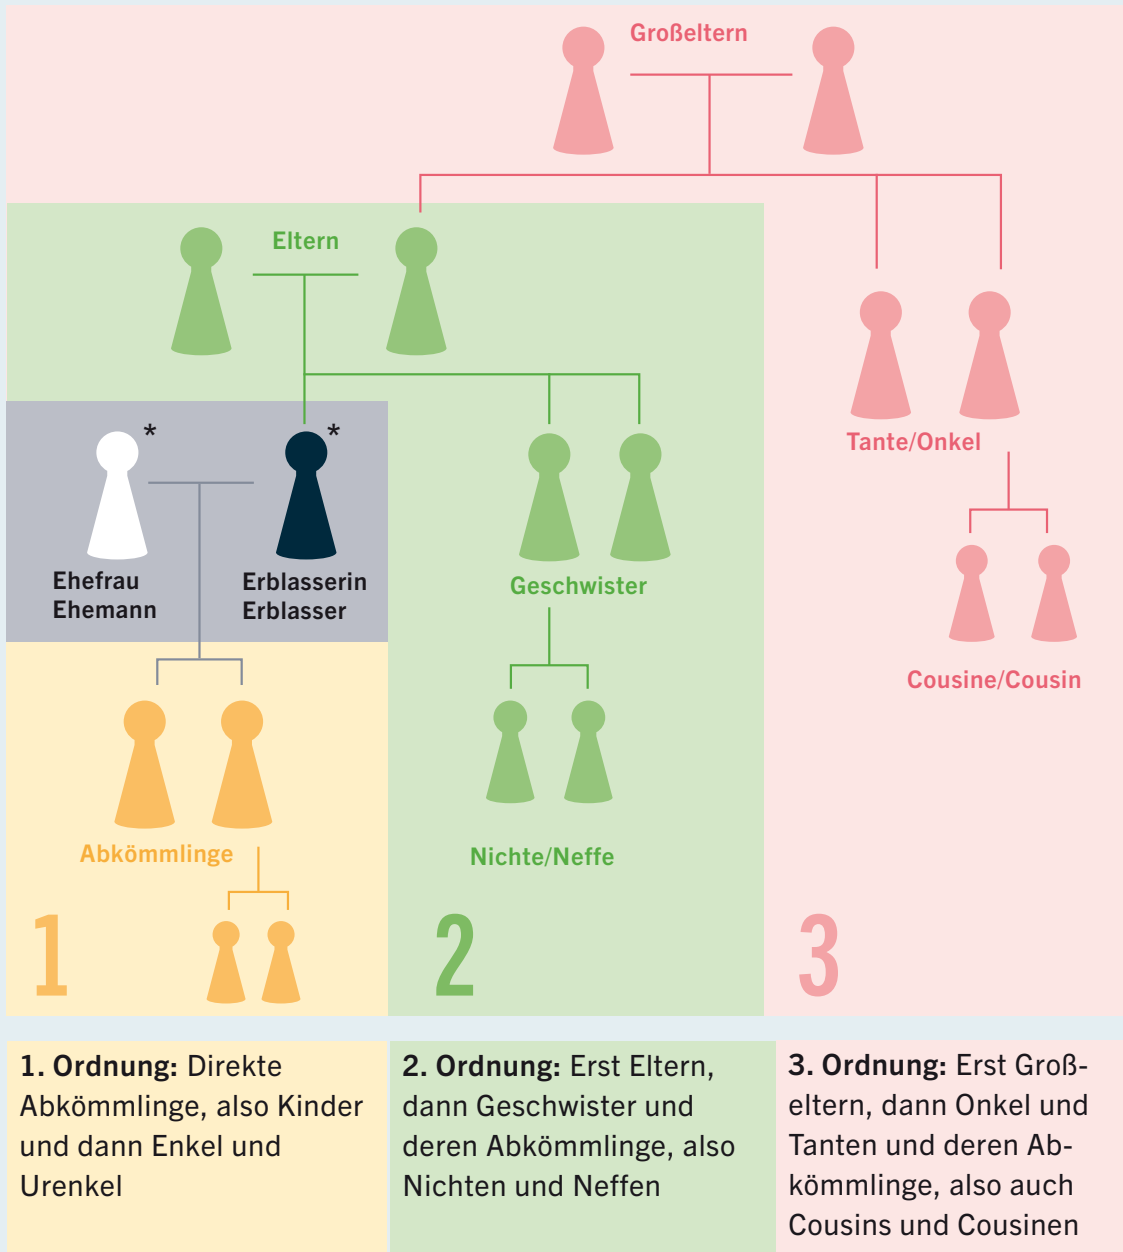 Großeltern
Eltern
*
*
Ehefrau
Ehemann
Erblasserin
Erblasser
Geschwister
Tante/Onkel
Cousine/Cousin
Abkömmlinge
Nichte/Neffe
1
2
3
1. Ordnung: Direkte
Abkömmlinge, also Kinder
und dann Enkel und
Urenkel
2. Ordnung: Erst Eltern,
dann Geschwister und
deren Abkömmlinge, also
Nichten und Neffen
3. Ordnung: Erst Groß-
eltern, dann Onkel und
Tanten und deren Ab-
kömmlinge, also auch
Cousins und Cousinen